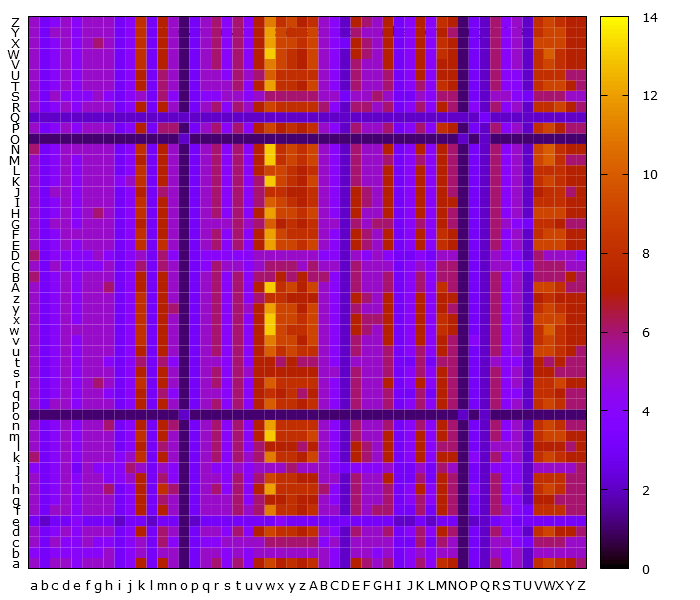 Z
Y
X
W
V
U
T
S
R
Q
P
O
N
M
L
K
J
I
H
G
F
E
D
C
B
A
z
y
x
w
v
u
t
s
r
q
p
o
n
m
l
k
j
i
h
g
f
e
d
c
b
a
a b c d e f g h i j k l m n o p q r s t u v w x y z A B C D E F G H I J K L M N O P Q R S T U V W X Y Z
14
12
10
8
6
4
2
0